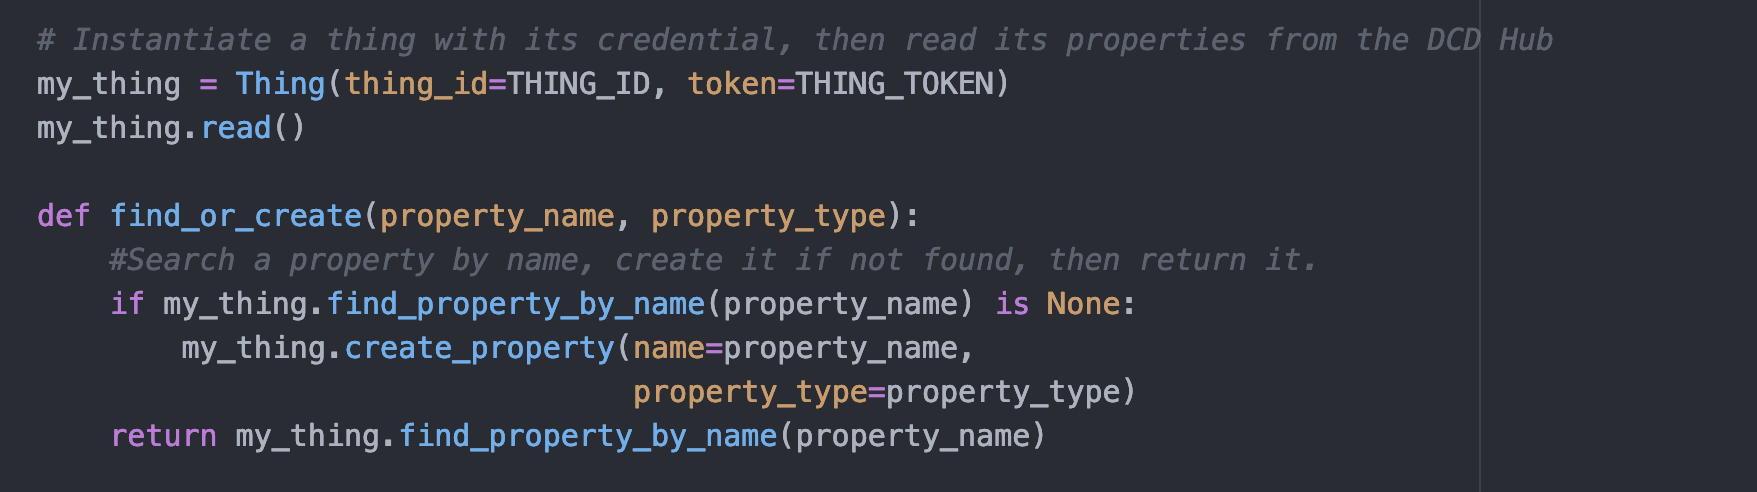 # Instantiate a thing with its credential, then read its properties from the DCD Hub
my_thing = Thing(thing_id=THING_ID, token=THING_TOKEN)
my_thing.read()

def find_or_create(property_name, property_type):
    #Search a property by name, create it if not found, then return it.
    if my_thing.find_property_by_name(property_name) is None:
        my_thing.create_property(name=property_name,
                                 property_type=property_type)
    return my_thing.find_property_by_name(property_name)